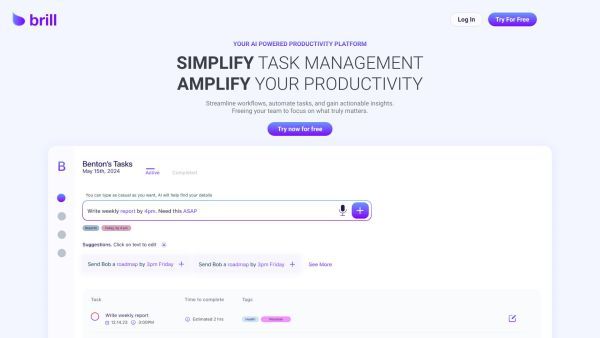 brill
Log In
Try For Free
YOUR AI POWERED PRODUCTIVITY PLATFORM
SIMPLIFY TASK MANAGEMENT
AMPLIFY YOUR PRODUCTIVITY
Streamline workflows, automate tasks, and gain actionable insights.
Freeing your team to focus on what truly matters.
Try now for free
B
Benton's Tasks
May 15th, 2024
Active
Completed
You can type as casual as you want, AI will help find your details
Write weekly report by 4pm, Need this ASAP
Reports
Today by 4pm
Suggestions. Click on text to edit
Send Bob a roadmap by 3pm Friday +
Send Bob a roadmap by 3pm Friday +
See More
Task
Time to complete
Tags
Write weekly report
12.14.23
3:00PM
Estimated 2 hrs
Health